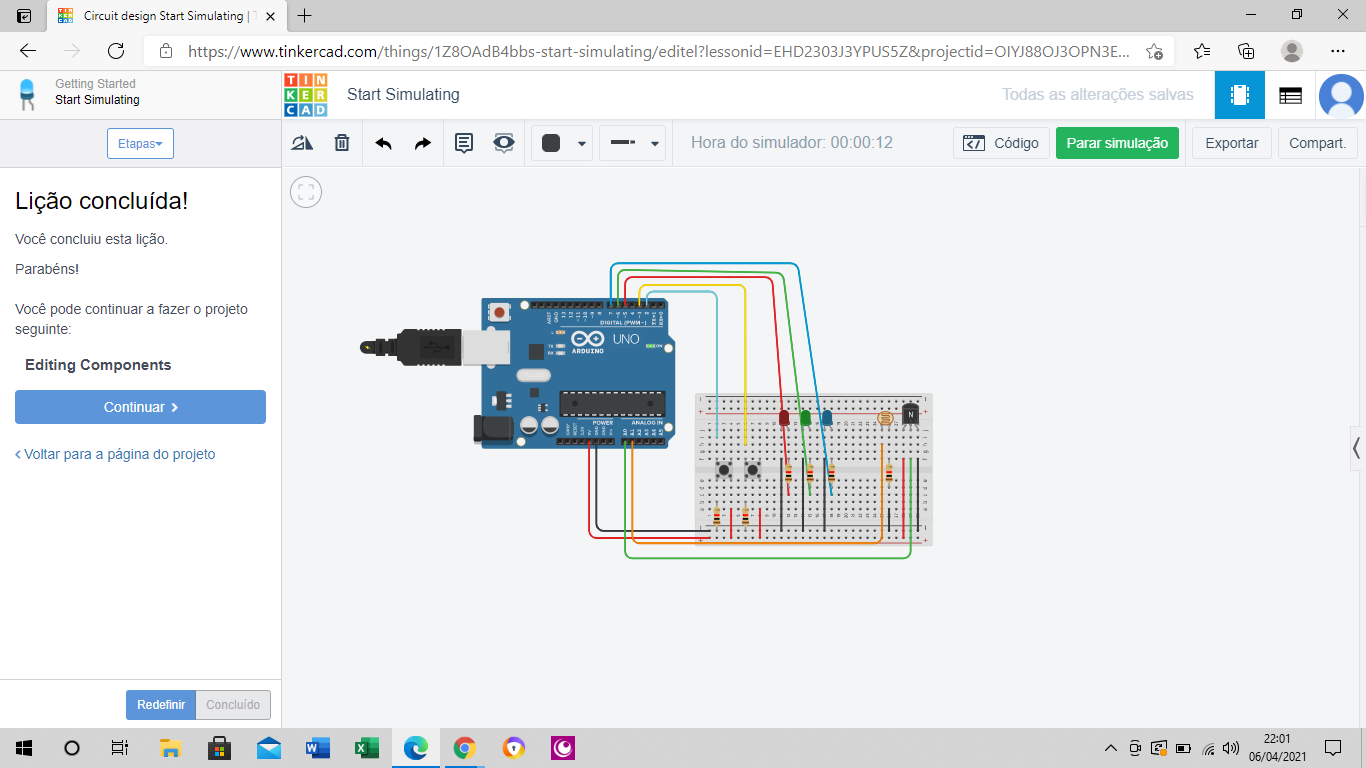 Circuit design Start Simulating | T
https://www.tinkercad.com/things/1Z8OAdB4bbs-start-simulating/editel?lessonid=EHD2303J3YPUS5Z&projectid=OIYJ88OJ3OPN3E...
Getting Started
Start Simulating
TIN
KER
CAD
Start Simulating
Todas as alterações salvas
Etapas
Hora do simulador: 00:00:12
Código
Parar simulação
Exportar
Compart.
Lição concluída!
Você concluiu esta lição.
Parabéns!
Você pode continuar a fazer o projeto
seguinte:
Editing Components
Continuar
Voltar para a página do projeto
DIGITAL (PWM~)
UNO
ARDUINO
ON
POWER
ANALOG IN
N
Redefinir
Concluído
22:01
06/04/2021